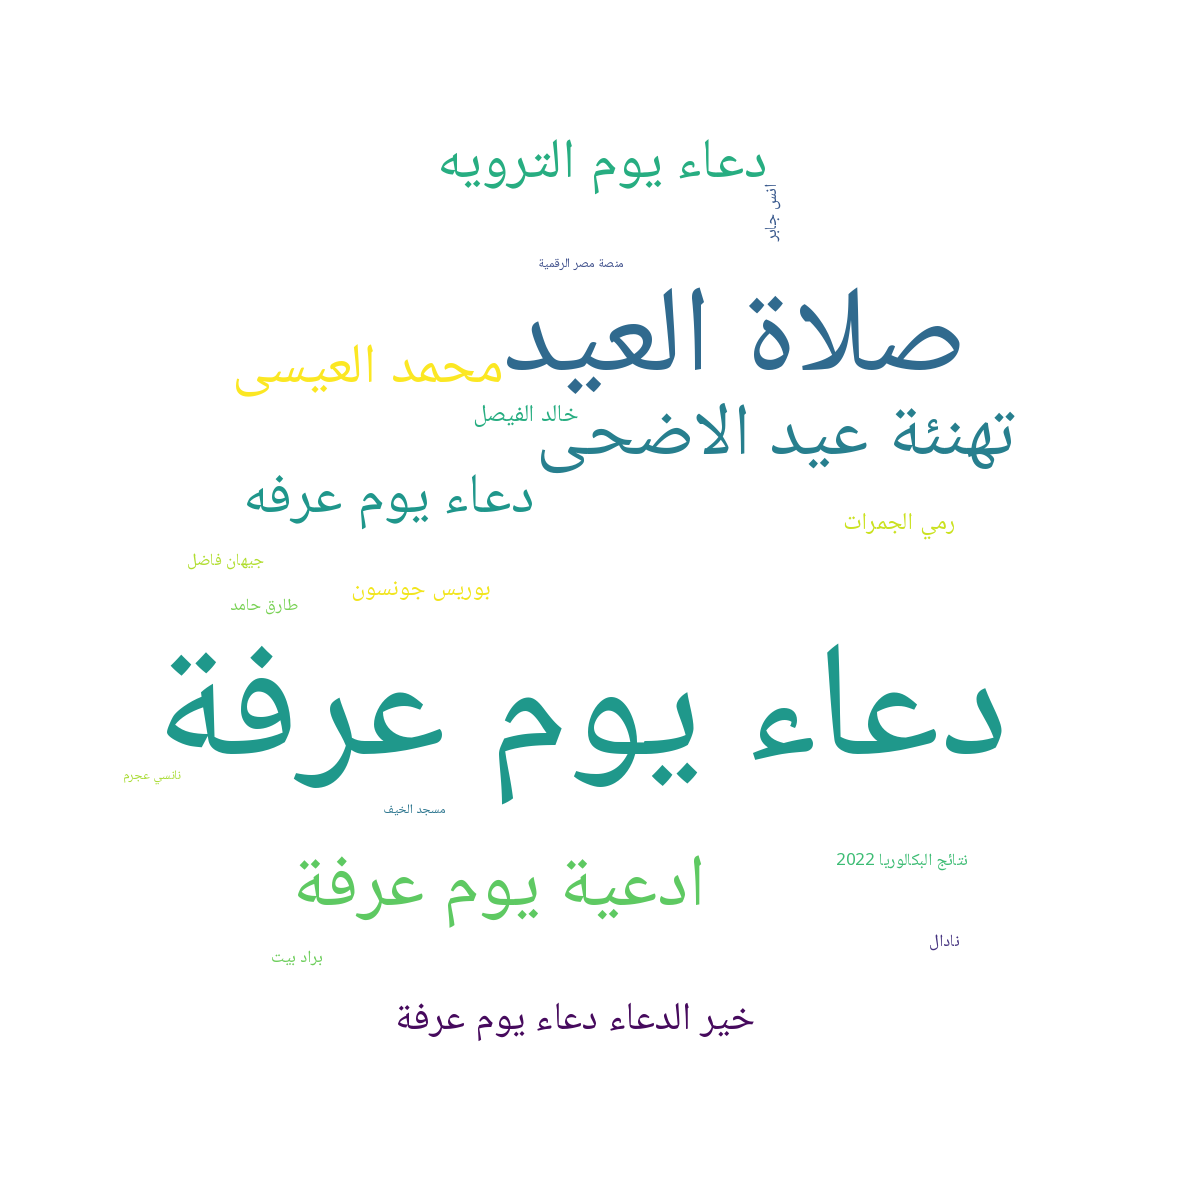 دعاء يوم الترويه
انس جابر
منصة مصر الرقمية
صلاة العيد
محمد العيسى
خالد الفيصل
تهنئة عيد الاضحى
دعاء يوم عرفه
رمي الجمرات
جيهان فاضل
بوريس جونسون
طارق حامد
دعاء يوم عرفة
نانسي عجرم
مسجد الخيف
نتائج البكالوريا 2022
ادعية يوم عرفة
نادال
براد بيت
خير الدعاء دعاء يوم عرفة